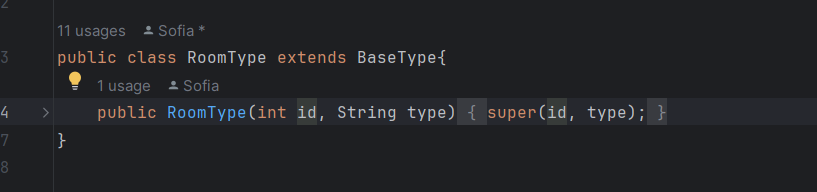 2
11 usages Sofia *
3 public class RoomType extends BaseType{
1 usage Sofia
4 public RoomType(int id, String type) { super(id, type); }
7 }
8